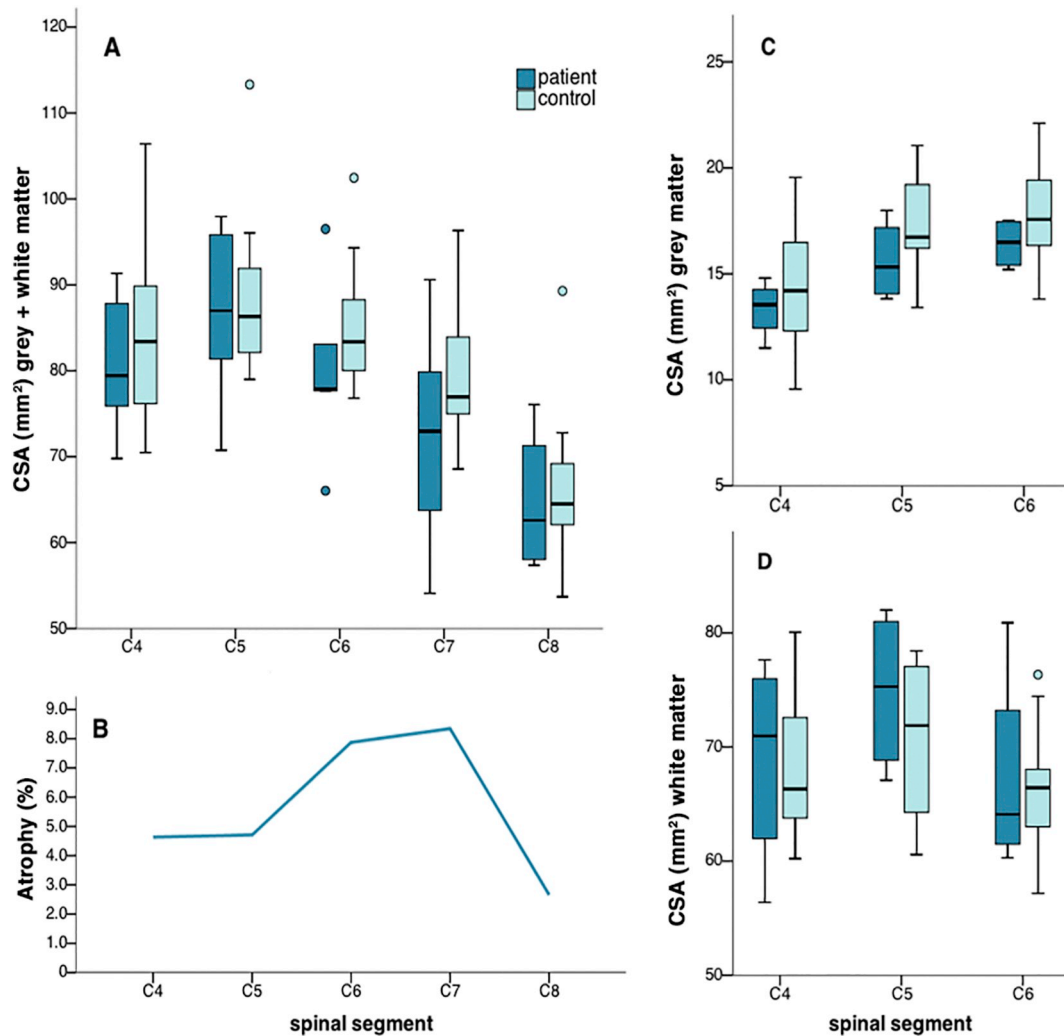 A
patient
control
CSA (mm²) grey + white matter
120
110
100
90
80
70
60
50
C4 C5 C6 C7 C8
B
Atrophy (%)
9.0
8.0
7.0
6.0
5.0
4.0
3.0
2.0
1.0
0
C4 C5 C6 C7 C8
spinal segment
C
CSA (mm²) grey matter
25
20
15
10
5
C4 C5 C6
D
CSA (mm²) white matter
80
70
60
50
C4 C5 C6
spinal segment